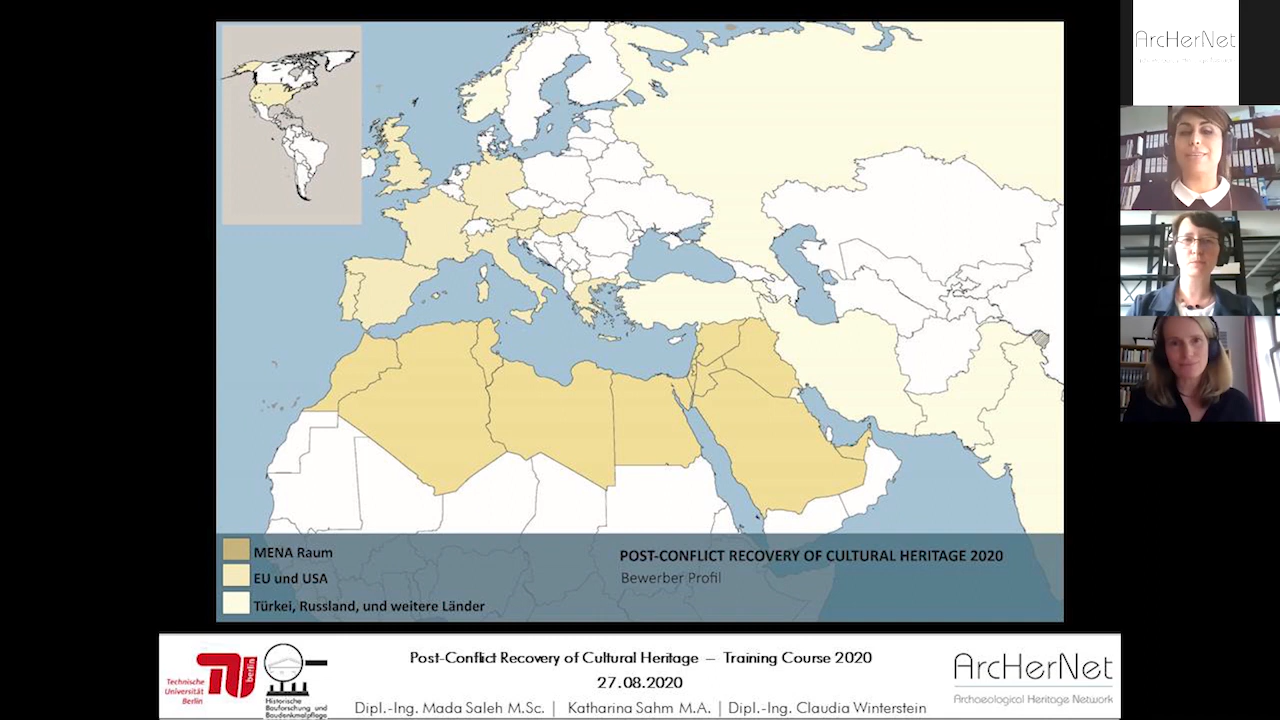 ArcHerNet
MENA Raum
EU und USA
Türkei, Russland, und weitere Länder
POST-CONFLICT RECOVERY OF CULTURAL HERITAGE 2020
Bewerber Profil
Technische
Universität
Berlin
berlin
Historische
Bauforschung und
Baudenkmalpflege
Post-Conflict Recovery of Cultural Heritage – Training Course 2020
27.08.2020
Dipl.-Ing. Mada Saleh M.Sc. | Katharina Sahm M.A. | Dipl.-Ing. Claudia Winterstein
ArcHerNet
Archaeological Heritage Network